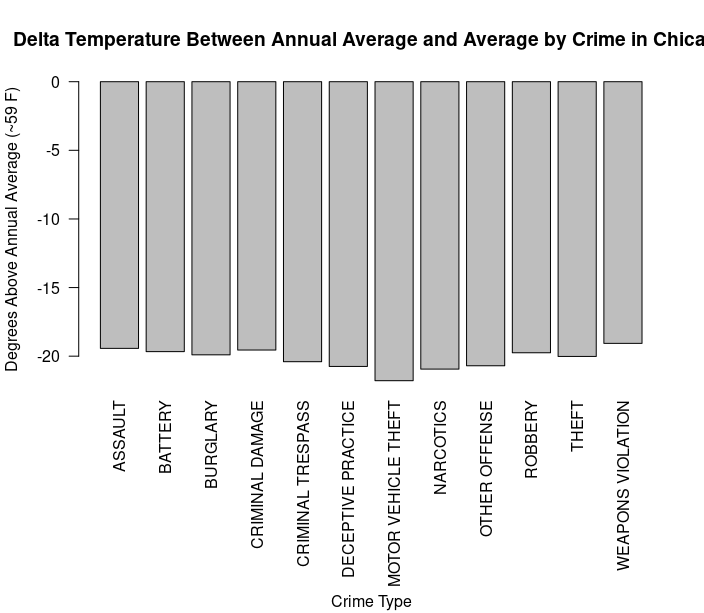 Delta Temperature Between Annual Average and Average by Crime in Chica
Degrees Above Annual Average (~59 F)
0
-5
-10
-15
-20
ASSAULT
BATTERY
BURGLARY
CRIMINAL DAMAGE
CRIMINAL TRESPASS
DECEPTIVE PRACTICE
MOTOR VEHICLE THEFT
NARCOTICS
OTHER OFFENSE
ROBBERY
THEFT
WEAPONS VIOLATION
Crime Type